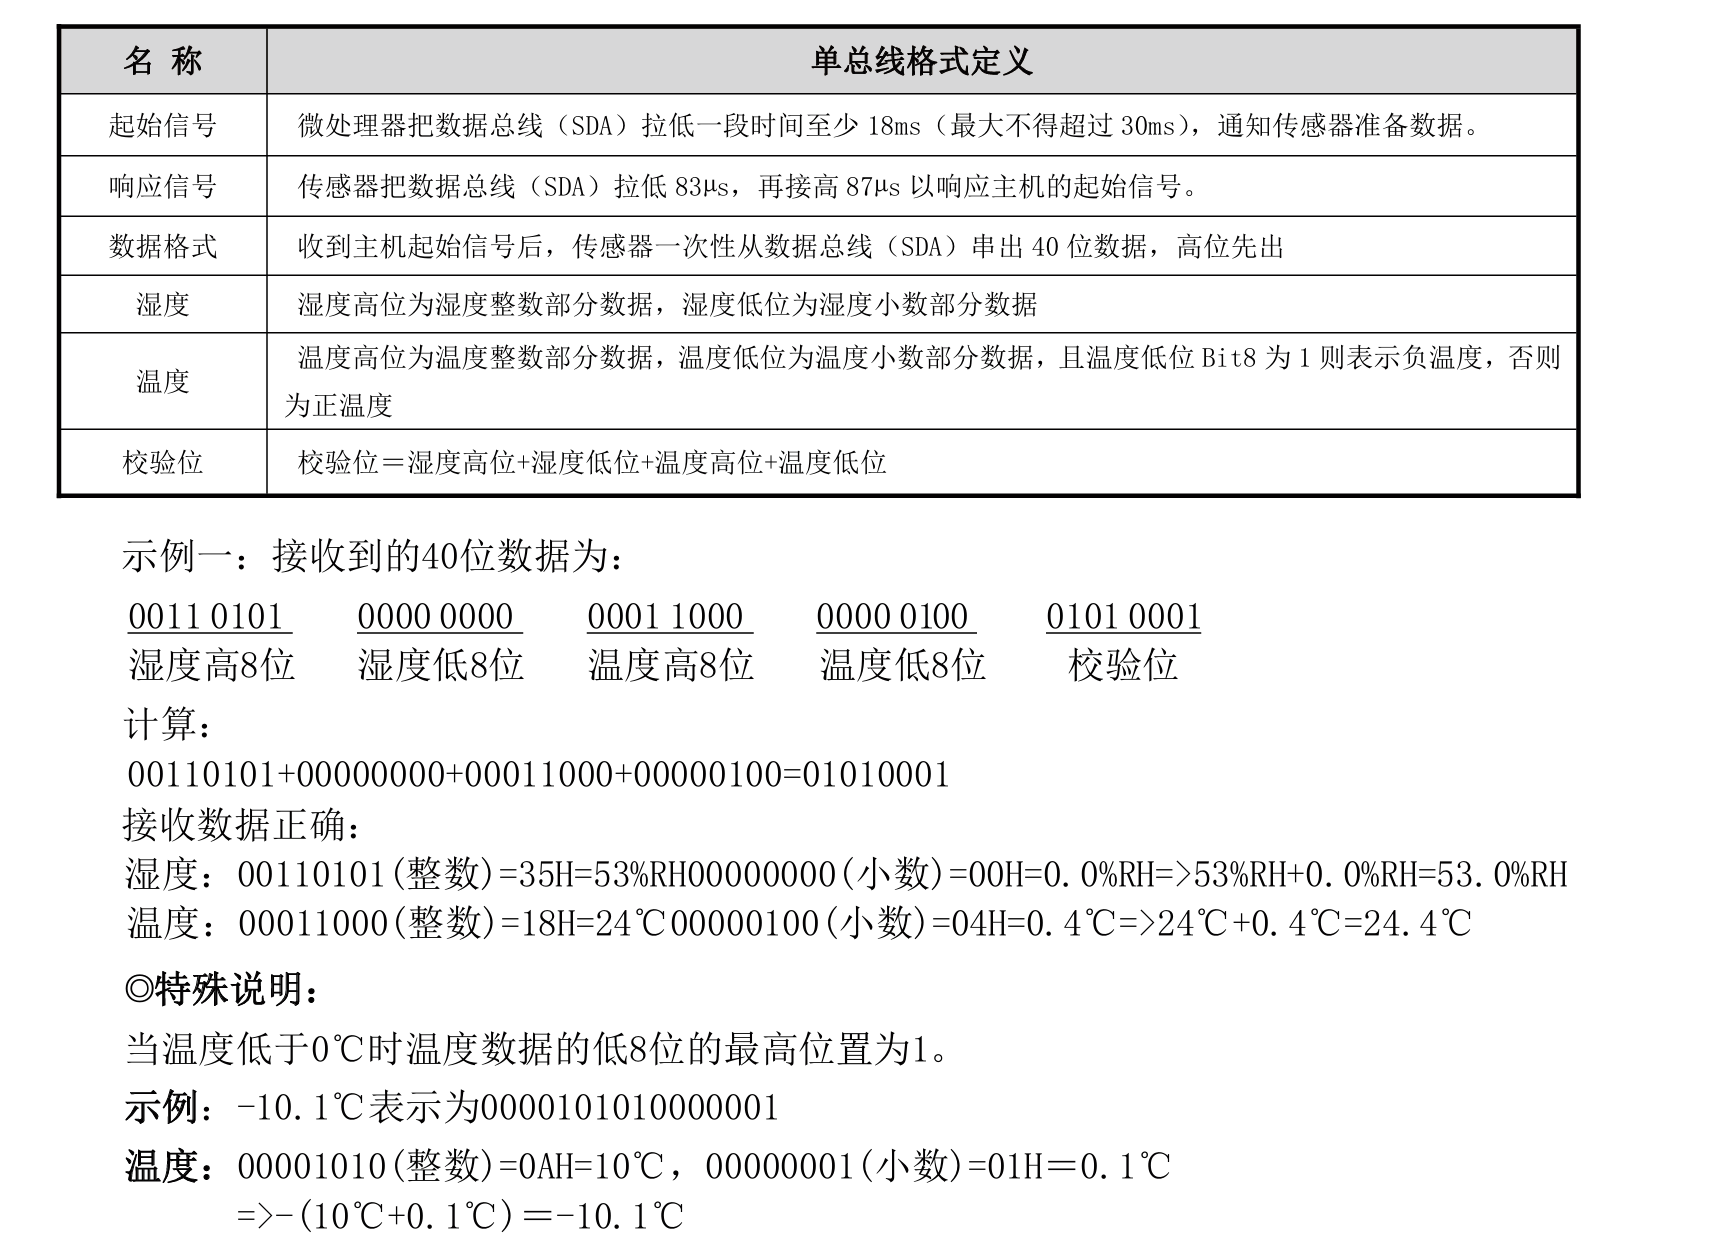 名 称 单总线格式定义
起始信号 微处理器把数据总线（SDA）拉低一段时间至少 18ms（最大不得超过 30ms），通知传感器准备数据。
响应信号 传感器把数据总线（SDA）拉低 83μs，再接高 87μs 以响应主机的起始信号。
数据格式 收到主机起始信号后，传感器一次性从数据总线（SDA）串出 40 位数据，高位先出
湿度 湿度高位为湿度整数部分数据，湿度低位为湿度小数部分数据
温度 温度高位为温度整数部分数据，温度低位为温度小数部分数据，且温度低位 Bit8 为 1 则表示负温度，否则
为正温度
校验位 校验位＝湿度高位+湿度低位+温度高位+温度低位
示例一：接收到的40位数据为：
0011 0101 0000 0000 0001 1000 0000 0100 0101 0001
湿度高8位 湿度低8位 温度高8位 温度低8位 校验位
计算：
00110101+00000000+00011000+00000100=01010001
接收数据正确：
湿度：00110101(整数)=35H=53%RH00000000(小数)=00H=0.0%RH=>53%RH+0.0%RH=53.0%RH
温度：00011000(整数)=18H=24℃00000100(小数)=04H=0.4℃=>24℃+0.4℃=24.4℃
◎特殊说明：
当温度低于0℃时温度数据的低8位的最高位置为1。
示例：-10.1℃表示为0000101010000001
温度：00001010(整数)=0AH=10℃，00000001(小数)=01H＝0.1℃
=>-(10℃+0.1℃)＝-10.1℃